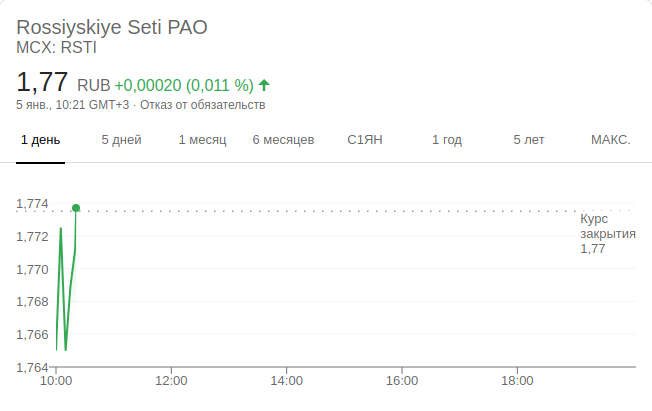 Rossiyskiye Seti PAO
MCX: RSTI
1,77 RUB +0,00020 (0,011 %)
5 янв., 10:21 GMT+3 · Отказ от обязательств
1 день 5 дней 1 месяц 6 месяцев С1ЯН 1 год 5 лет МАКС.
1,774
Курс
закрытия
1,77
1,772
1,770
1,768
1,766
1,764
10:00 12:00 14:00 16:00 18:00